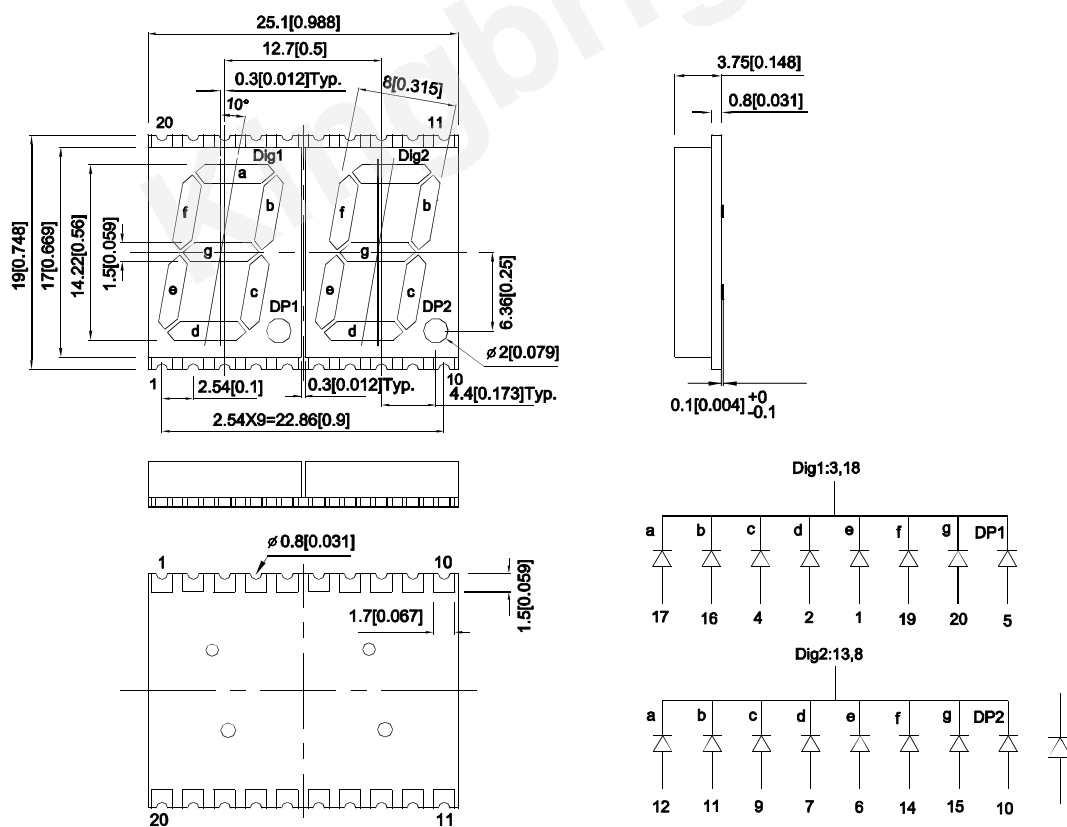 Kingbrig
25.1[0.988]
12.7[0.5]
0.3[0.012]Typ.
8[0.315]
10°
20
11
Dig1
Dig2
a
b
f
g
e
c
d
DP1
f
b
g
e
c
DP2
19[0.748]
17[0.669]
14.22[0.56]
1.5[0.059]
6.36[0.25]
ø2[0.079]
1
2.54[0.1]
0.3[0.012]Typ.
10
4.4[0.173]Typ.
2.54X9=22.86[0.9]
3.75[0.148]
0.8[0.031]
0.1[0.004] +0 -0.1
ø0.8[0.031]
1
10
1.7[0.067]
1.5[0.059]
20
11
Dig1:3,18
a b c d e f g DP1
17 16 4 2 1 19 20 5
Dig2:13,8
a b c d e f g DP2
12 11 9 7 6 14 15 10